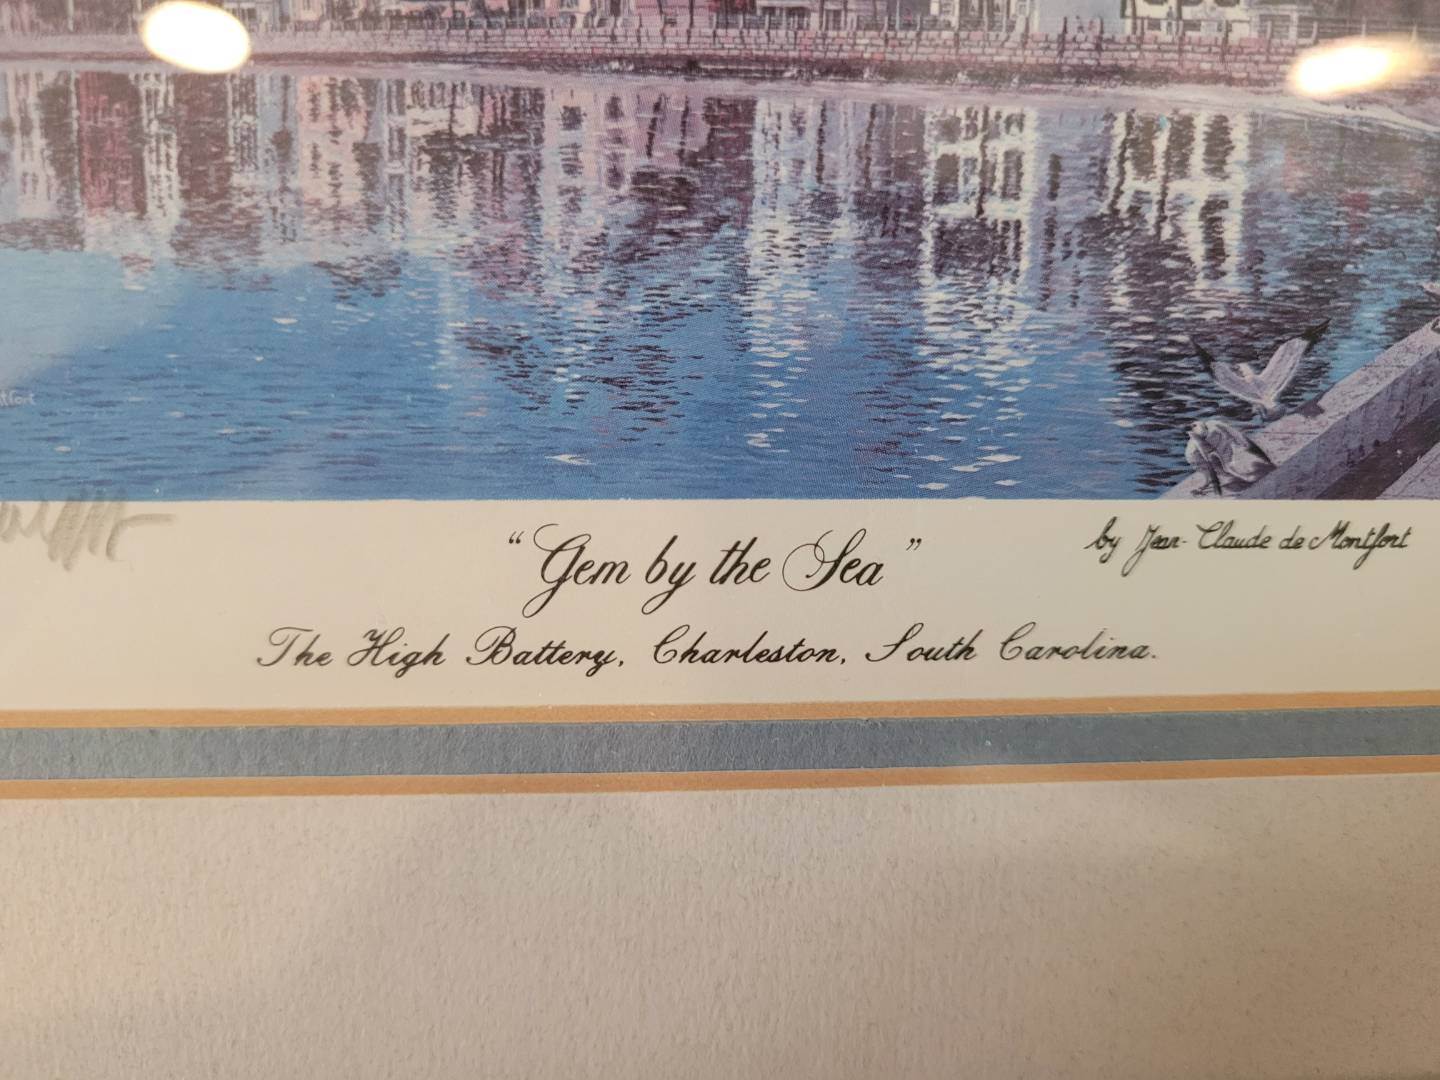 “Gem by the Sea”
by Jean-Claude de Montfort
The High Battery, Charleston, South Carolina.